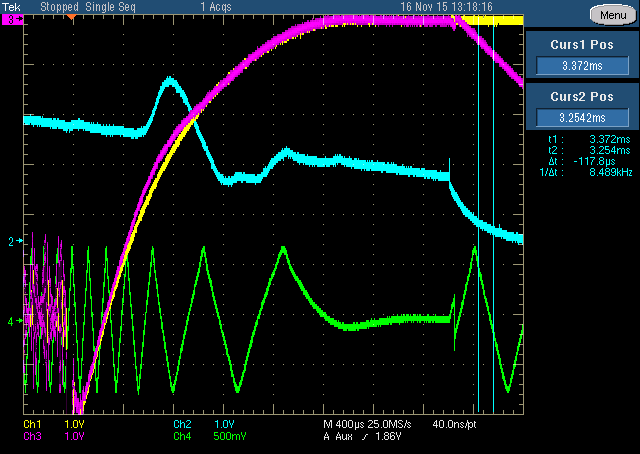 Tek Stopped Single Seq 1 Acqs 16 Nov 15 13:18:16 Menu
3
Curs1 Pos
3.372ms
Curs2 Pos
3.2542ms
t1 : 3.372ms
t2 : 3.254ms
Δt : -117.8µs
1/Δt : 8.489kHz
2
4
Ch1 1.0V Ch2 1.0V M 400µs 25.0MS/s 40.0ns/pt
Ch3 1.0V Ch4 500mV A Aux ∕ 1.86V